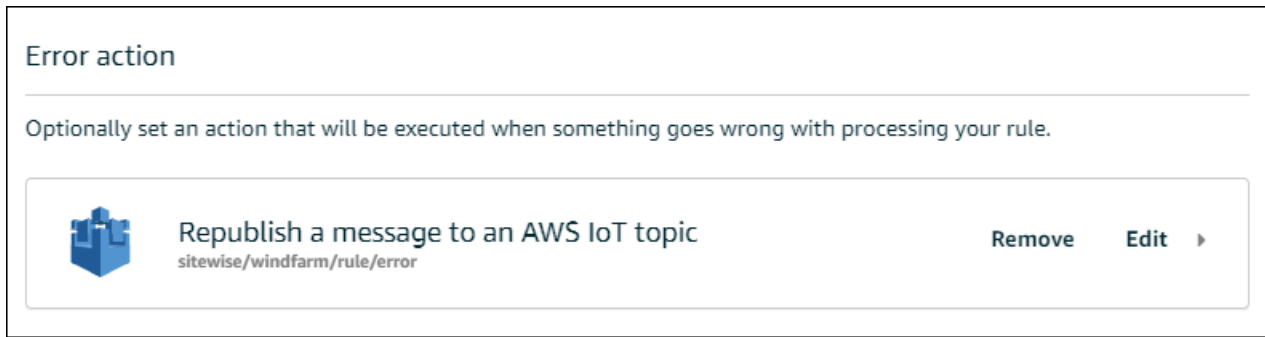 Error action
Optionally set an action that will be executed when something goes wrong with processing your rule.
Republish a message to an AWS IoT topic
sitewise/windfarm/rule/error
Remove Edit